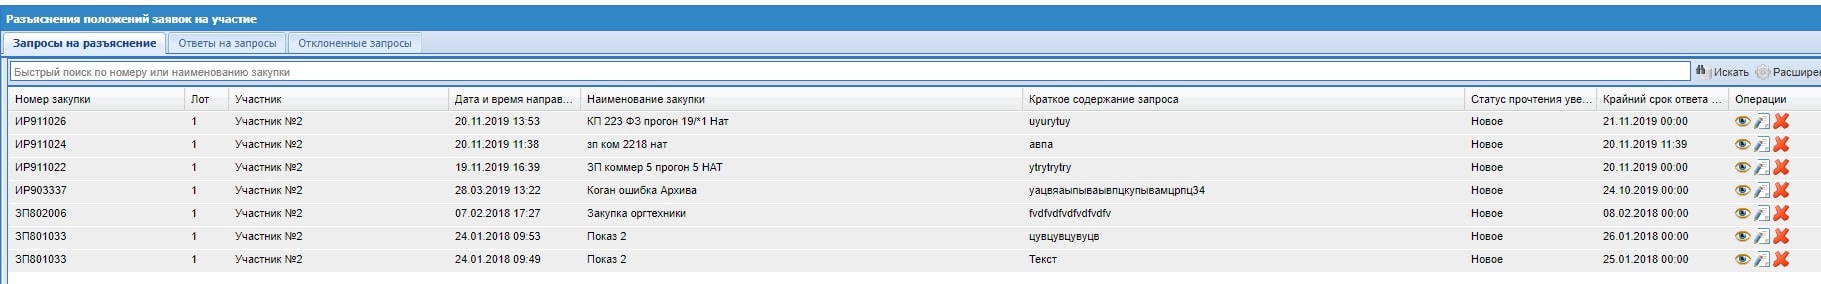 Разъяснения положений заявок на участие
Запросы на разъяснение Ответы на запросы Отклоненные запросы
Быстрый поиск по номеру или наименованию закупки Искать Расширен
Номер закупки Лот Участник Дата и время направ... Наименование закупки Краткое содержание запроса Статус прочтения уве... Крайний срок ответа ... Операции
ИР911026 1 Участник №2 20.11.2019 13:53 КП 223 ФЗ прогон 19/*1 Нат uyurytuy Новое 21.11.2019 00:00
ИР911024 1 Участник №2 20.11.2019 11:38 зп ком 2218 нат авпа Новое 20.11.2019 11:39
ИР911022 1 Участник №2 19.11.2019 16:39 ЗП коммер 5 прогон 5 НАТ ytrytrytry Новое 20.11.2019 00:00
ИР903337 1 Участник №2 28.03.2019 13:22 Коган ошибка Архива уацвяаыпываывпцкупывамцрпц34 Новое 24.10.2019 00:00
ЗП802006 1 Участник №2 07.02.2018 17:27 Закупка оргтехники fvdfvdfvdfvdfvdfv Новое 08.02.2018 00:00
ЗП801033 1 Участник №2 24.01.2018 09:53 Показ 2 цувцувцувуцв Новое 26.01.2018 00:00
ЗП801033 1 Участник №2 24.01.2018 09:49 Показ 2 Текст Новое 25.01.2018 00:00